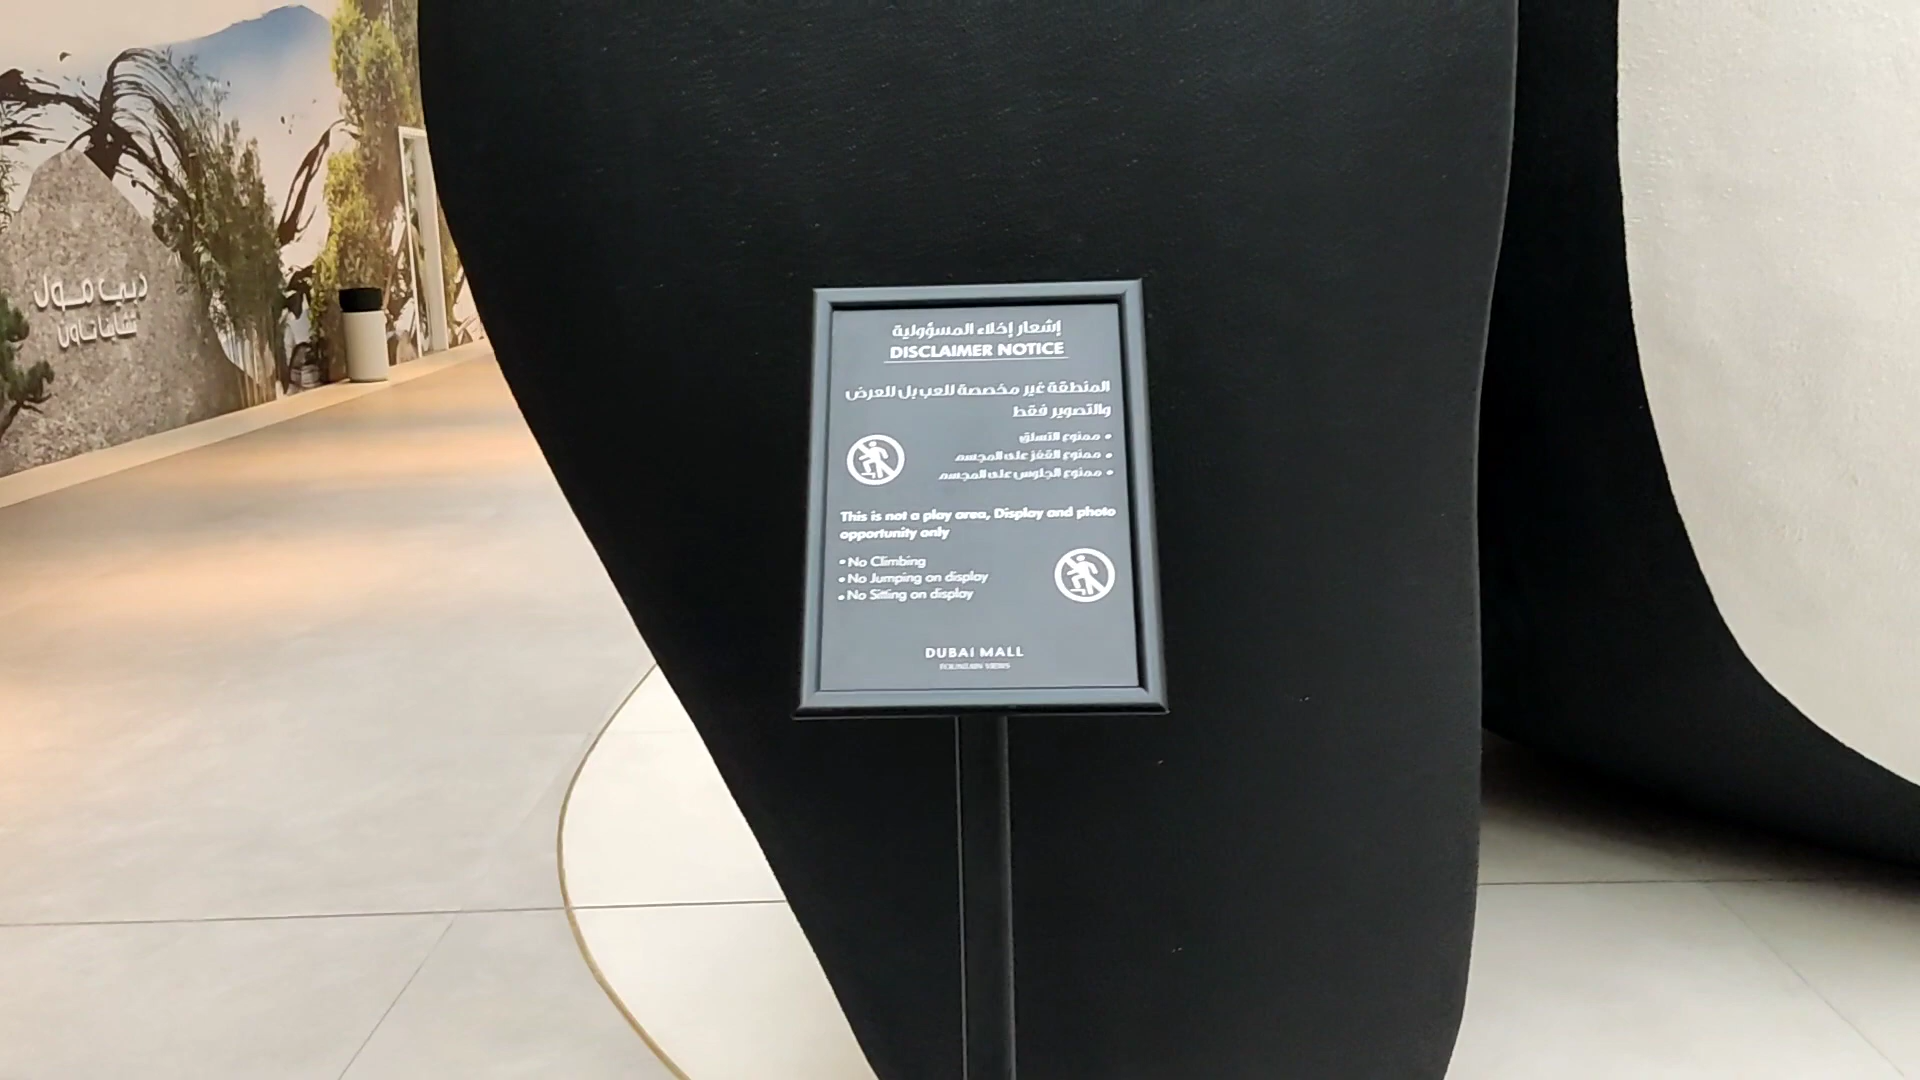 دبي مول
تشاينا تاون
إشعار إخلاء المسؤولية
DISCLAIMER NOTICE
المنطقة غير مخصصة للعب بل للعرض
والتصوير فقط
• ممنوع التسلق
• ممنوع القفز على المجسم
• ممنوع الجلوس على المجسم
This is not a play area, Display and photo
opportunity only
• No Climbing
• No Jumping on display
• No Sitting on display
DUBAI MALL
FOUNTAIN VIEWS